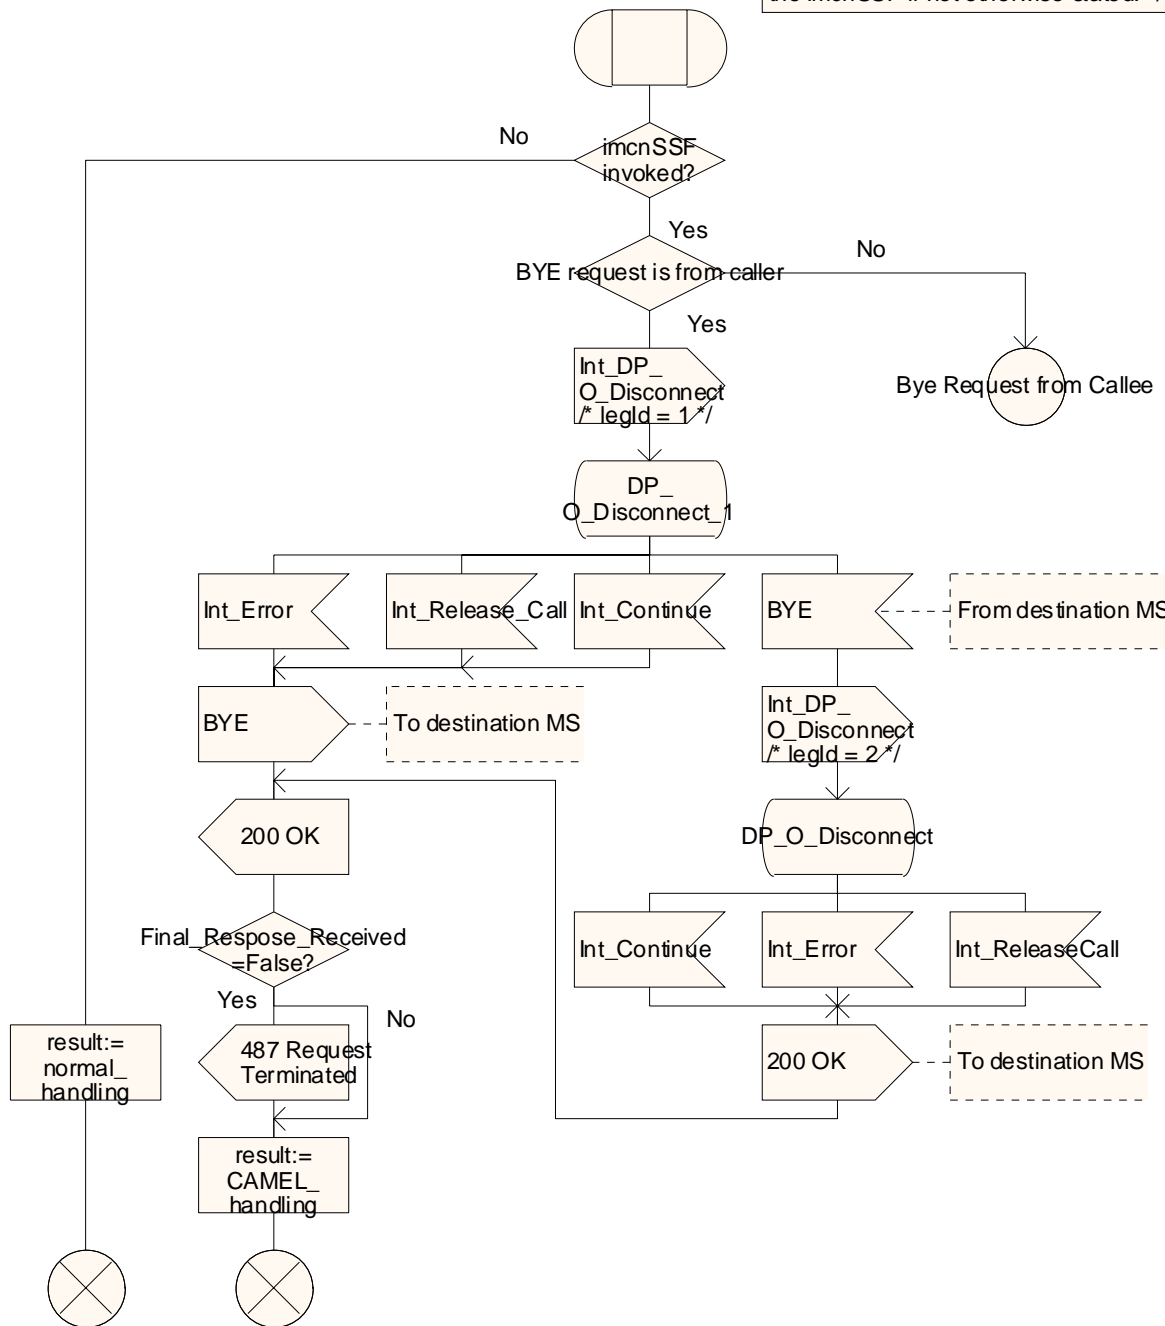 the imcnSSF if not otherwise stated. */
No
imcnSSF
invoked?
Yes
BYE request is from caller
No
Yes
Int_DP_
O_Disconnect
/* legId = 1 */
Bye Request from Callee
DP_
O_Disconnect_1
Int_Error
Int_Release_Call
Int_Continue
BYE
From destination MS
BYE
To destination MS
Int_DP_
O_Disconnect
/* legId = 2 */
200 OK
DP_O_Disconnect
Final_Respose_Received
=False?
Int_Continue
Int_Error
Int_ReleaseCall
Yes
No
result:=
normal_
handling
487 Request
Terminated
200 OK
To destination MS
result:=
CAMEL_
handling